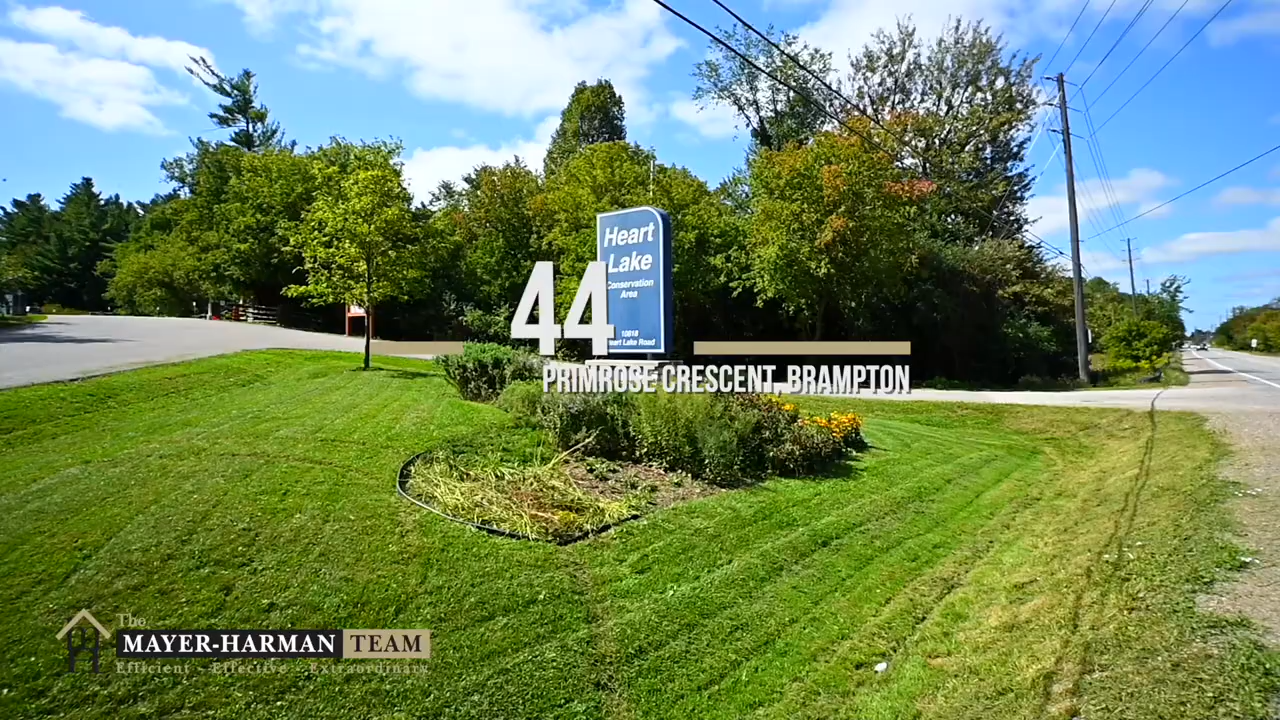 Heart
Lake
Conservation
Area
10818
Heart Lake Road
44
PRIMROSE CRESCENT, BRAMPTON
The
MAYER-HARMAN TEAM
Efficient - Effective - Extraordinary